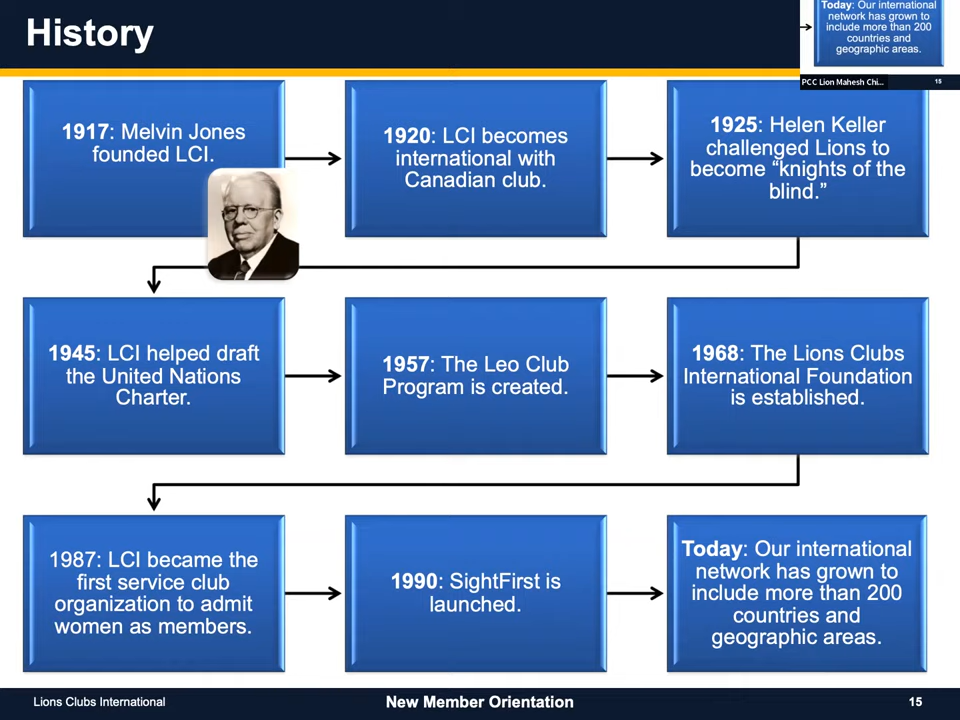 History
Today: Our international
network has grown to
include more than 200
countries and
geographic areas.
PCC Lion Mahesh Chi...
15
1917: Melvin Jones
founded LCI.
1920: LCI becomes
international with
Canadian club.
1925: Helen Keller
challenged Lions to
become “knights of the
blind.”
1945: LCI helped draft
the United Nations
Charter.
1957: The Leo Club
Program is created.
1968: The Lions Clubs
International Foundation
is established.
1987: LCI became the
first service club
organization to admit
women as members.
1990: SightFirst is
launched.
Today: Our international
network has grown to
include more than 200
countries and
geographic areas.
Lions Clubs International
New Member Orientation
15